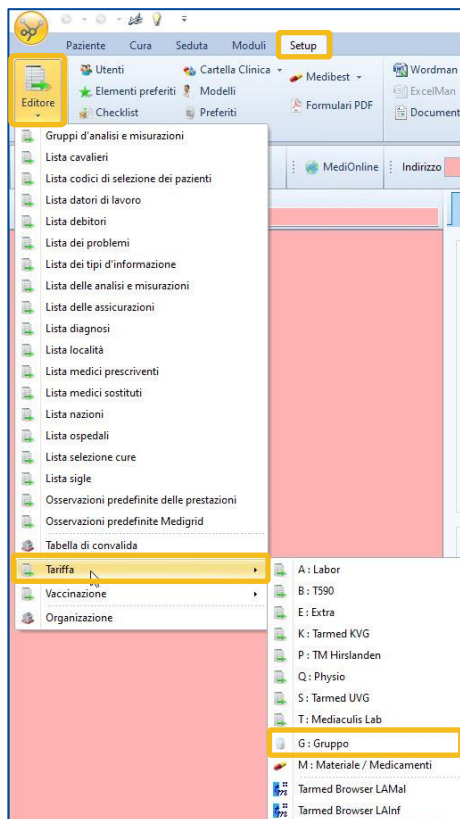 Paziente Cura Seduta Moduli Setup
Editore
Utenti
Elementi preferiti
Checklist
Cartella Clinica
Modelli
Preferiti
Medibest
Formulari PDF
Wordman
ExcelMan
Document
MediOnline Indirizzo
Gruppi d'analisi e misurazioni
Lista cavalieri
Lista codici di selezione dei pazienti
Lista datori di lavoro
Lista debitori
Lista dei problemi
Lista dei tipi d'informazione
Lista delle analisi e misurazioni
Lista delle assicurazioni
Lista diagnosi
Lista località
Lista medici prescriventi
Lista medici sostituti
Lista nazioni
Lista ospedali
Lista selezione cure
Lista sigle
Osservazioni predefinite delle prestazioni
Osservazioni predefinite Medigrid
Tabella di convalida
Tariffa
Vaccinazione
Organizzazione
A : Labor
B : T590
E : Extra
K : Tarmed KVG
P : TM Hirslanden
Q : Physio
S : Tarmed UVG
T : Mediaculis Lab
G : Gruppo
M : Materiale / Medicamenti
Tarmed Browser LAMal
Tarmed Browser LAInf